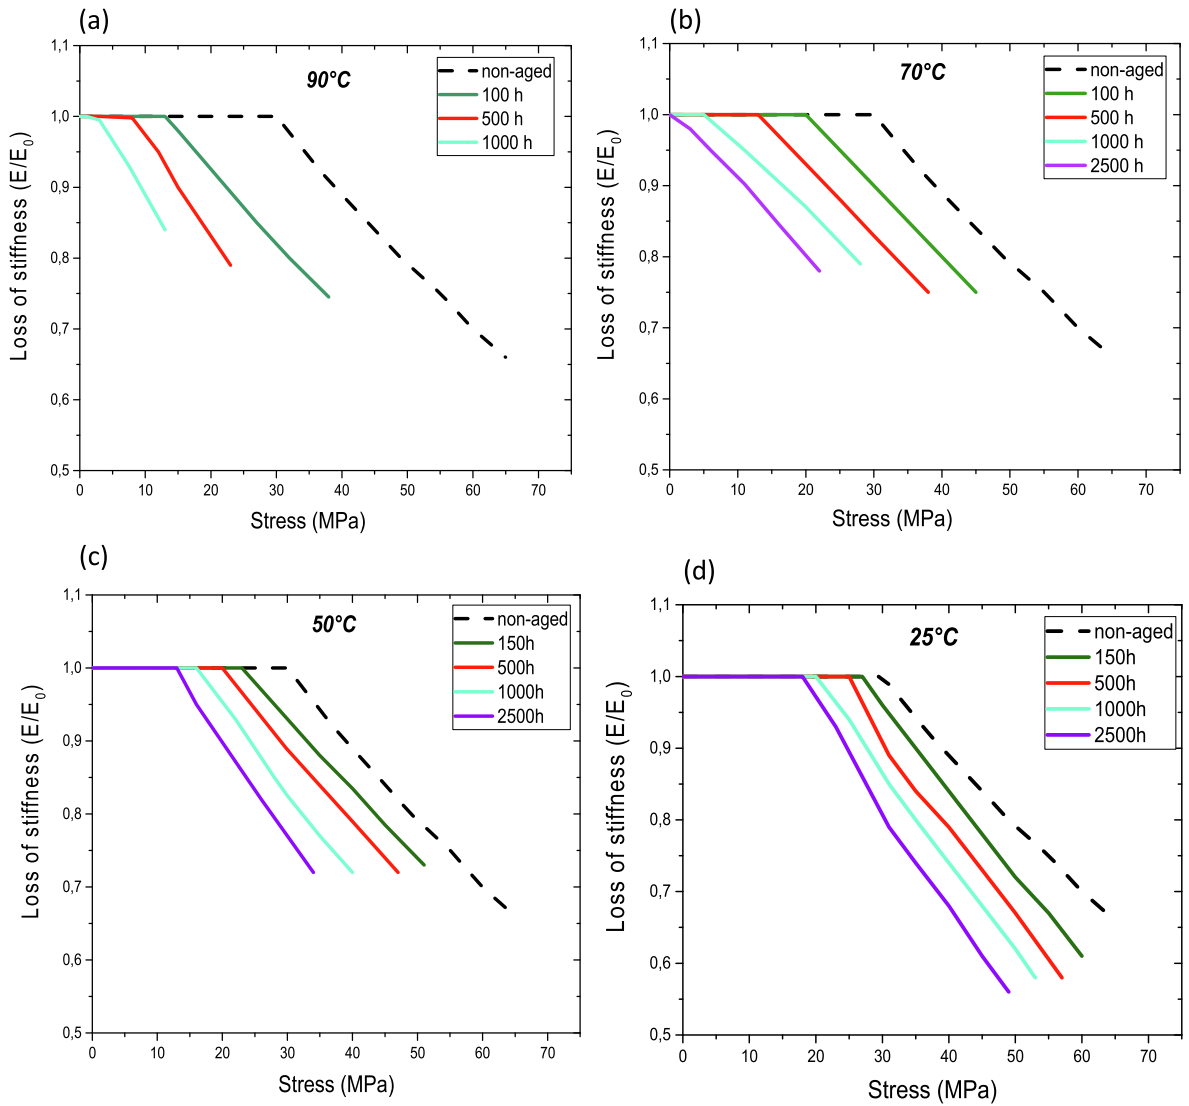 (a)
90°C
non-aged
100 h
500 h
1000 h
1,1
1,0
0,9
0,8
0,7
0,6
0,5
Loss of stiffness (E/E0)
0 10 20 30 40 50 60 70
Stress (MPa)
(b)
70°C
non-aged
100 h
500 h
1000 h
2500 h
1,1
1,0
0,9
0,8
0,7
0,6
0,5
Loss of stiffness (E/E0)
0 10 20 30 40 50 60 70
Stress (MPa)
(c)
50°C
non-aged
150h
500h
1000h
2500h
1,1
1,0
0,9
0,8
0,7
0,6
0,5
Loss of stiffness (E/E0)
0 10 20 30 40 50 60 70
Stress (MPa)
(d)
25°C
non-aged
150h
500h
1000h
2500h
1,1
1,0
0,9
0,8
0,7
0,6
0,5
Loss of stiffness (E/E0)
0 10 20 30 40 50 60 70
Stress (MPa)